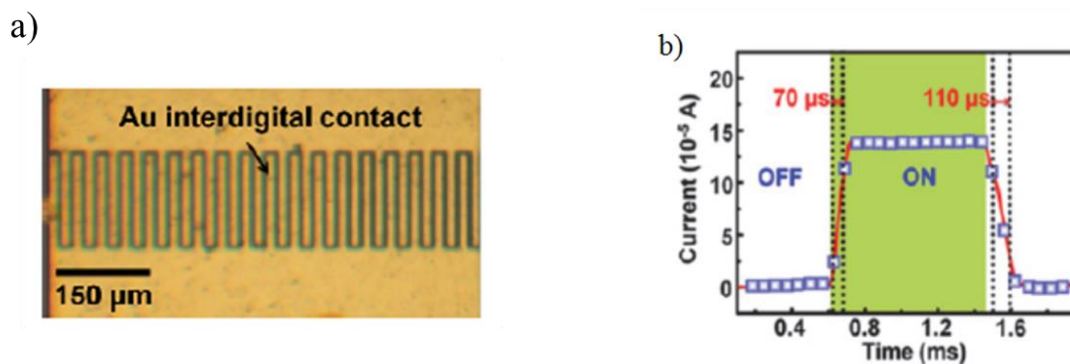 a)
Au interdigital contact
150 μm
b)
Current (10⁻⁵ A)
20
15
10
5
0
70 μs
110 μs
OFF
ON
0.4
0.8
1.2
1.6
Time (ms)